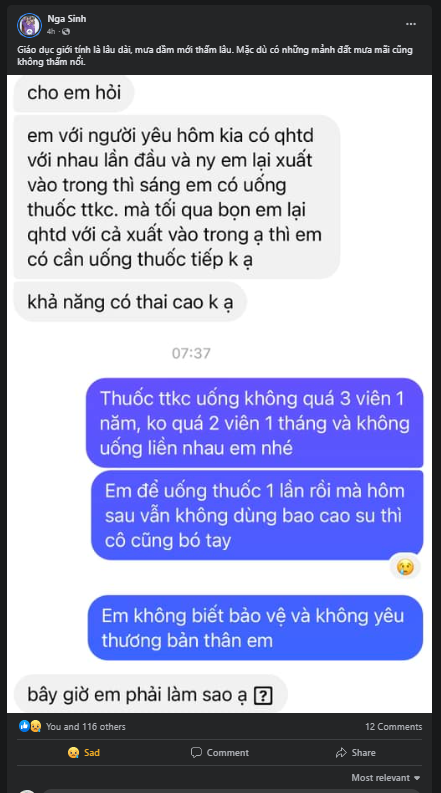 Nga Sinh
4h
Giáo dục giới tính là lâu dài, mưa dầm mới thấm lâu. Mặc dù có những mảnh đất mưa mãi cũng
không thấm nổi.
cho em hỏi
em với người yêu hôm kia có qhtd
với nhau lần đầu và ny em lại xuất
vào trong thì sáng em có uống
thuốc ttkc. mà tối qua bọn em lại
qhtd với cả xuất vào trong ạ thì em
có cần uống thuốc tiếp k ạ
khả năng có thai cao k ạ
07:37
Thuốc ttkc uống không quá 3 viên 1
năm, ko quá 2 viên 1 tháng và không
uống liền nhau em nhé
Em để uống thuốc 1 lần rồi mà hôm
sau vẫn không dùng bao cao su thì
cô cũng bó tay
Em không biết bảo vệ và không yêu
thương bản thân em
bây giờ em phải làm sao ạ ?
You and 116 others
12 Comments
Sad
Comment
Share
Most relevant